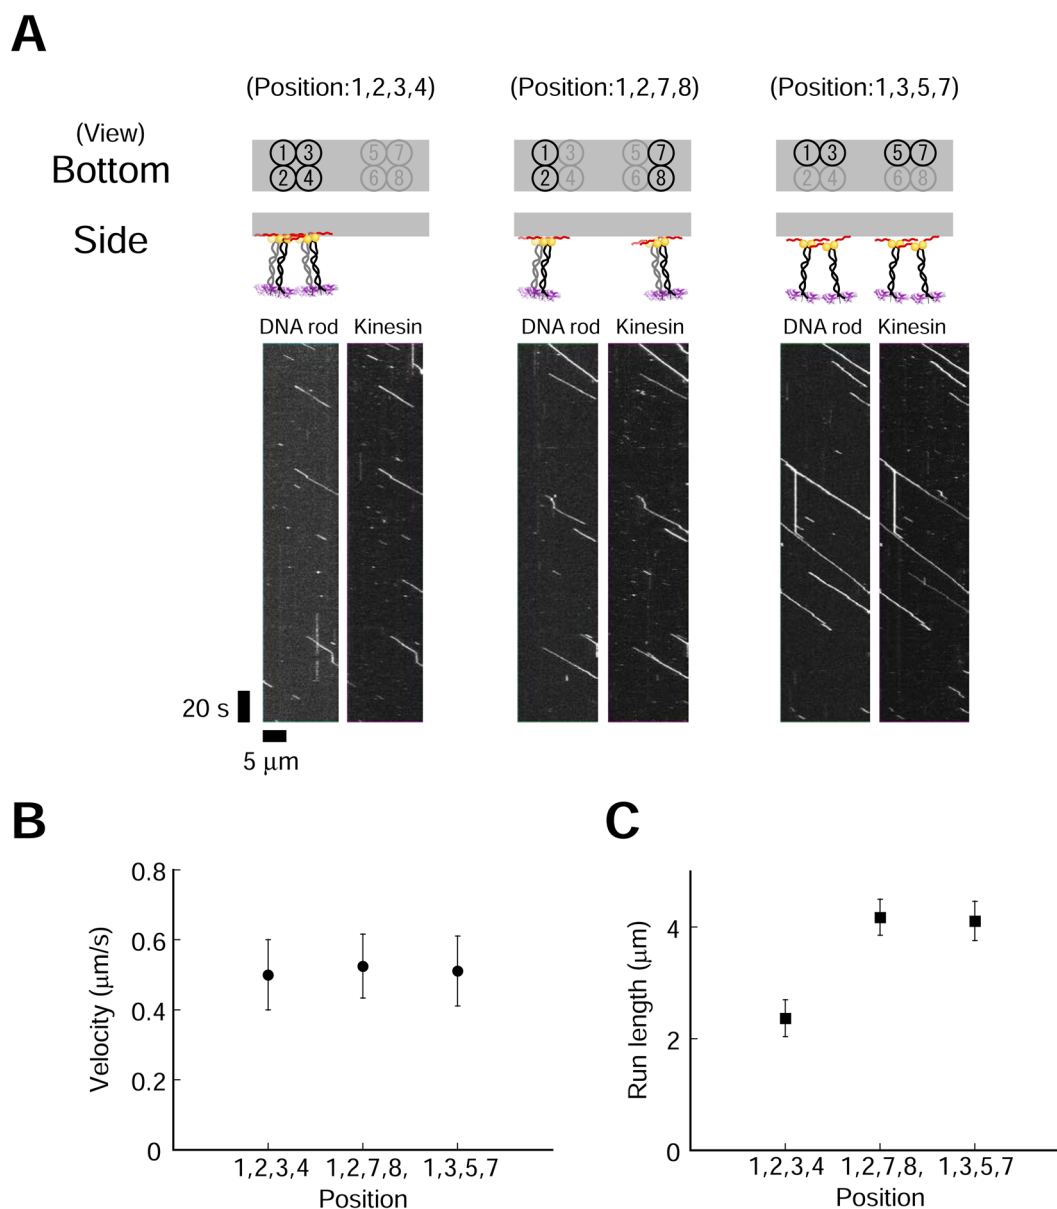 A
(Position:1,2,3,4) (Position:1,2,7,8) (Position:1,3,5,7)
(View)
Bottom
1 3 5 7 1 3 5 7 1 3 5 7
2 4 6 8 2 4 6 8 2 4 6 8
Side
DNA rod Kinesin DNA rod Kinesin DNA rod Kinesin
20 s
5 μm
B
Velocity (μm/s)
0.8
0.6
0.4
0.2
0
1,2,3,4 1,2,7,8, 1,3,5,7
Position
C
Run length (μm)
4
2
0
1,2,3,4 1,2,7,8, 1,3,5,7
Position